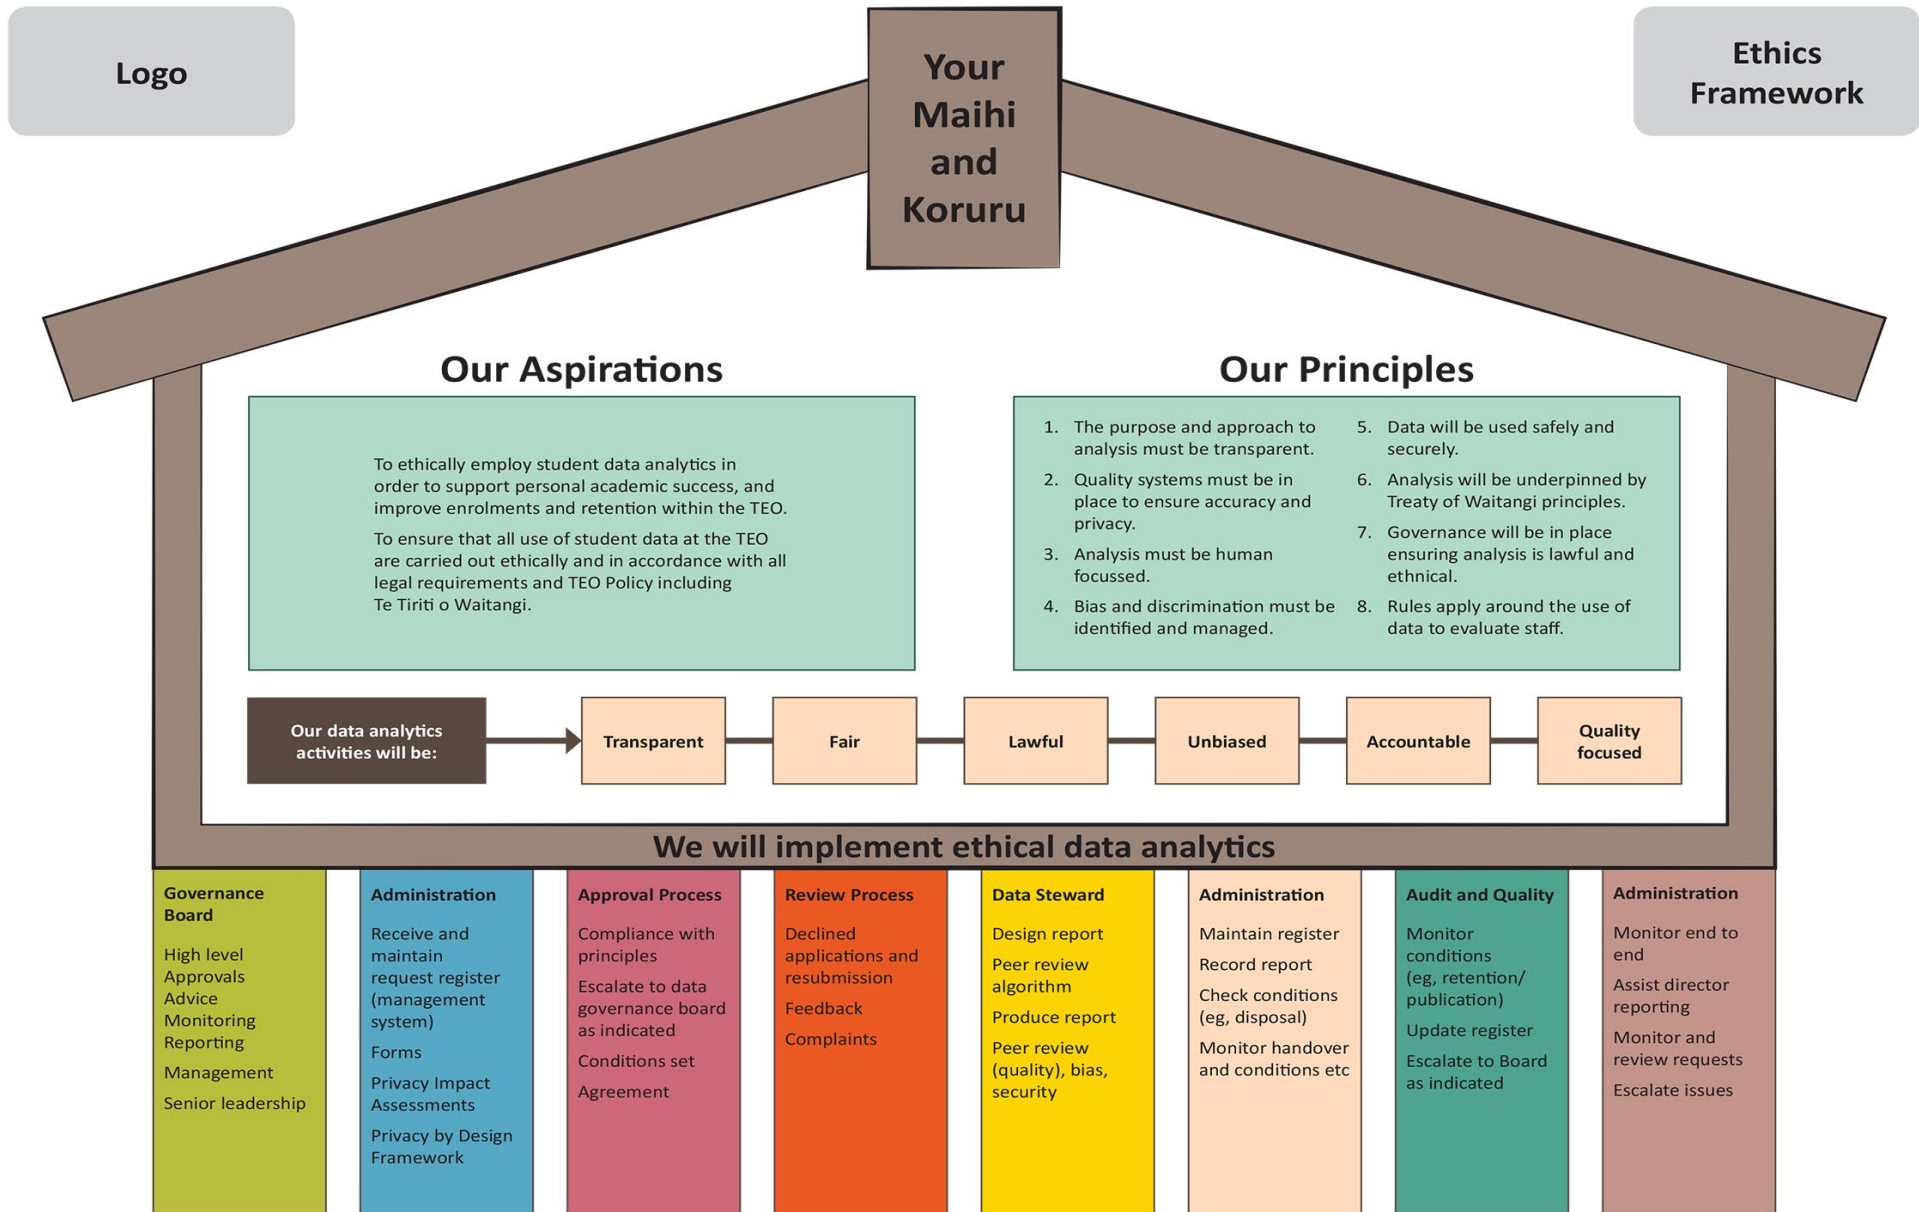 Logo
Your
Maihi
and
Koruru
Ethics
Framework
Our Aspirations
To ethically employ student data analytics in
order to support personal academic success, and
improve enrolments and retention within the TEO.
To ensure that all use of student data at the TEO
are carried out ethically and in accordance with all
legal requirements and TEO Policy including
Te Tiriti o Waitangi.
Our Principles
1. The purpose and approach to
analysis must be transparent.
2. Quality systems must be in
place to ensure accuracy and
privacy.
3. Analysis must be human
focussed.
4. Bias and discrimination must be
identified and managed.
5. Data will be used safely and
securely.
6. Analysis will be underpinned by
Treaty of Waitangi principles.
7. Governance will be in place
ensuring analysis is lawful and
ethnical.
8. Rules apply around the use of
data to evaluate staff.
Our data analytics
activities will be:
Transparent
Fair
Lawful
Unbiased
Accountable
Quality
focused
We will implement ethical data analytics
Governance
Board
High level
Approvals
Advice
Monitoring
Reporting
Management
Senior leadership
Administration
Receive and
maintain
request register
(management
system)
Forms
Privacy Impact
Assessments
Privacy by Design
Framework
Approval Process
Compliance with
principles
Escalate to data
governance board
as indicated
Conditions set
Agreement
Review Process
Declined
applications and
resubmission
Feedback
Complaints
Data Steward
Design report
Peer review
algorithm
Produce report
Peer review
(quality), bias,
security
Administration
Maintain register
Record report
Check conditions
(eg, disposal)
Monitor handover
and conditions etc
Audit and Quality
Monitor
conditions
(eg, retention/
publication)
Update register
Escalate to Board
as indicated
Administration
Monitor end to
end
Assist director
reporting
Monitor and
review requests
Escalate issues